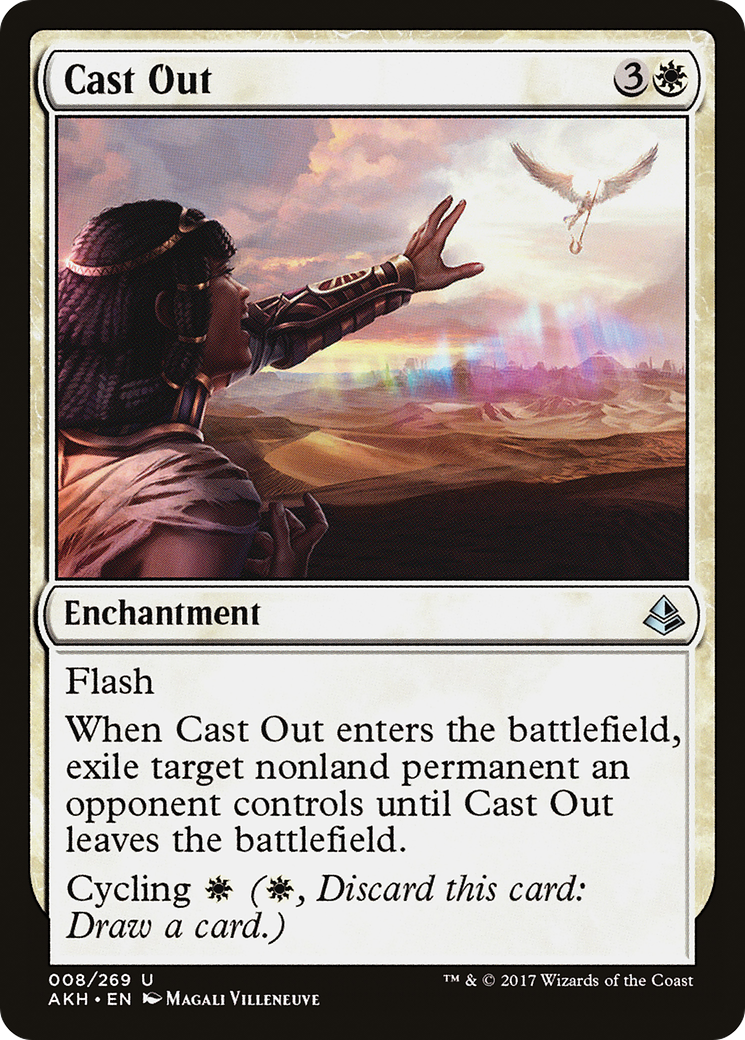 Cast Out 3
Enchantment
Flash
When Cast Out enters the battlefield,
exile target nonland permanent an
opponent controls until Cast Out
leaves the battlefield.
Cycling (, Discard this card:
Draw a card.)
008/269 U
™ & © 2017 Wizards of the Coast
AKH • EN Magali Villeneuve